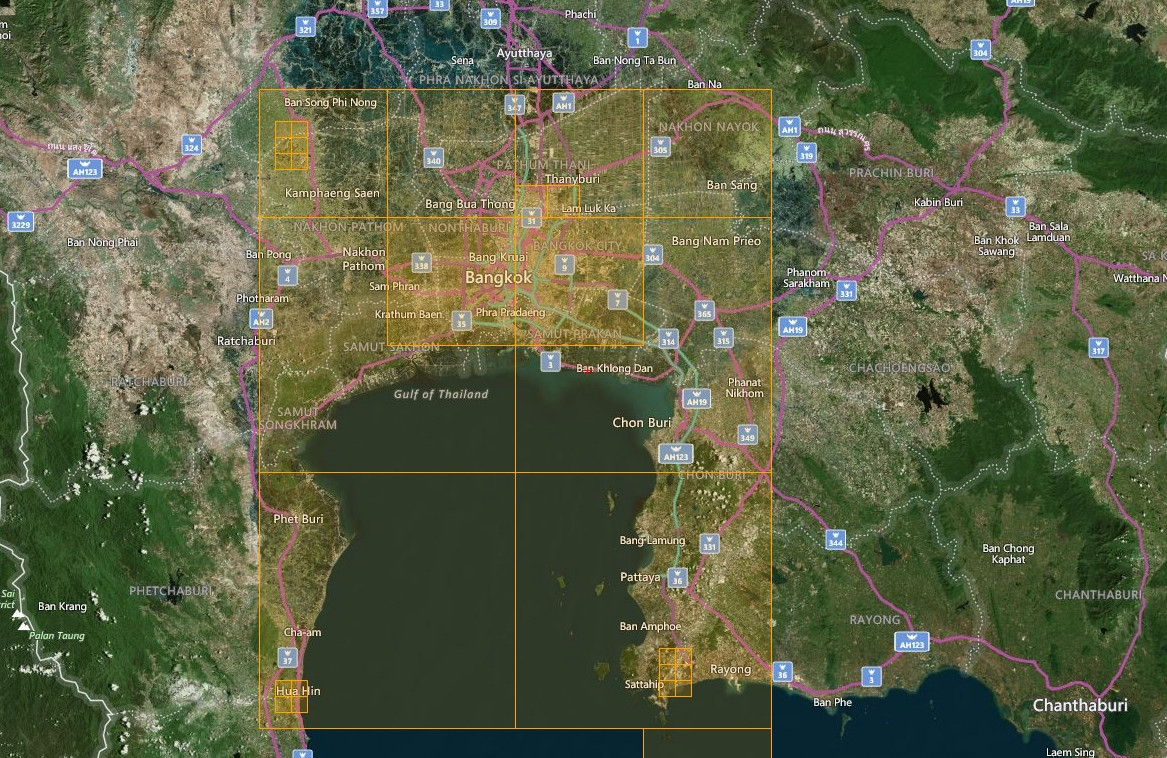 357
33
321
309
Phachi
1
304
Ayutthaya
Sena
Ban Nong Ta Bun
PHRA NAKHON SI AYUTTHAYA
Ban Na
Ban Song Phi Nong
347
AH1
NAKHON NAYOK
AH1
324
305
319
340
AH123
PATHUM THANI
PRACHIN BURI
Thanyburi
Kamphaeng Saen
Ban Sang
Bang Bua Thong
Lam Luk Ka
Kabin Buri
33
3229
31
NAKHON PATHOM
NONTHABURI
Ban Sala
Lamduan
Ban Nong Phai
BANGKOK CITY
Bang Nam Prieo
Ban Khok
Sawang
Ban Pong
Nakhon
Pathom
338
Bang Kruai
9
304
4
Bangkok
Phanom
Sarakham
Watthana N
Sam Phran
331
Photharam
7
AH2
Krathum Baen
35
Phra Pradaeng
365
AH19
Ratchaburi
SAMUT SAKHON
SAMUT PRAKAN
314
315
317
3
Ban Khlong Dan
RATCHABURI
CHACHOENGSAO
Gulf of Thailand
Phanat
Nikhom
AH19
SAMUT
SONGKHRAM
Chon Buri
349
AH123
CHON BURI
Phet Buri
Bang Lamung
331
344
Ban Chong
Kaphat
Pattaya
36
PHETCHABURI
CHANTHABURI
Ban Krang
Palan Taung
Cha-am
Ban Amphoe
RAYONG
AH123
37
Rayong
36
3
Hua Hin
Sattahip
Ban Phe
Chanthaburi
Laem Sing